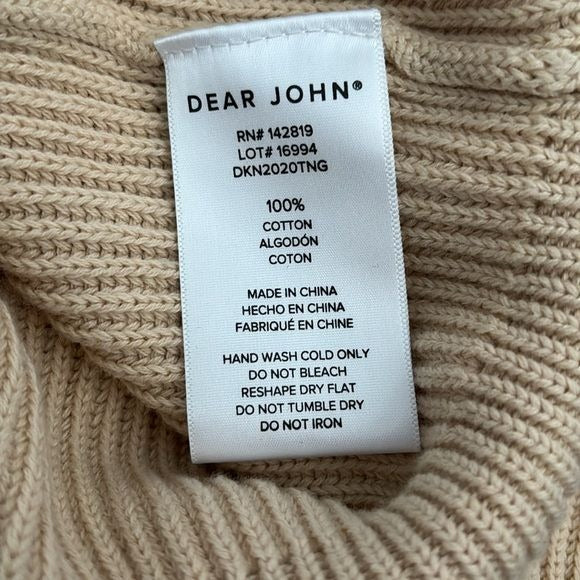 DEAR JOHN®
RN# 142819
LOT# 16994
DKN2020TNG
100%
COTTON
ALGODÓN
COTON
MADE IN CHINA
HECHO EN CHINA
FABRIQUÉ EN CHINE
HAND WASH COLD ONLY
DO NOT BLEACH
RESHAPE DRY FLAT
DO NOT TUMBLE DRY
DO NOT IRON